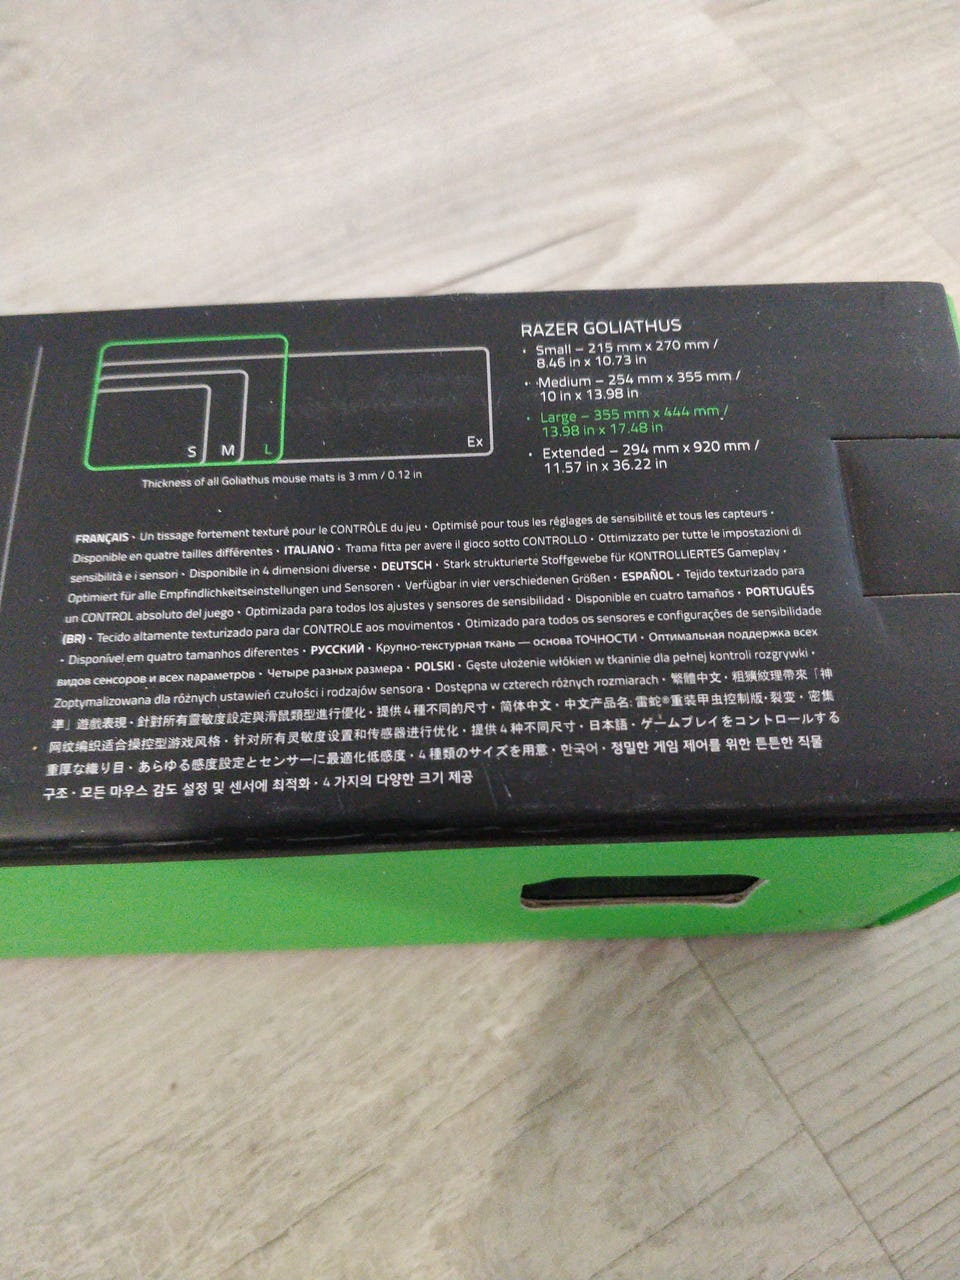 RAZER GOLIATHUS
• Small – 215 mm x 270 mm /
8.46 in x 10.73 in
• Medium – 254 mm x 355 mm /
10 in x 13.98 in
• Large – 355 mm x 444 mm /
13.98 in x 17.48 in
• Extended – 294 mm x 920 mm /
11.57 in x 36.22 in
S M L Ex
Thickness of all Goliathus mouse mats is 3 mm / 0.12 in
FRANÇAIS • Un tissage fortement texturé pour le CONTRÔLE du jeu • Optimisé pour tous les réglages de sensibilité et tous les capteurs •
Disponible en quatre tailles différentes • ITALIANO • Trama fitta per avere il gioco sotto CONTROLLO • Ottimizzato per tutte le impostazioni di
sensibilità e i sensori • Disponibile in 4 dimensioni diverse • DEUTSCH • Stark strukturierte Stoffgewebe für KONTROLLIERTES Gameplay •
Optimiert für alle Empfindlichkeitseinstellungen und Sensoren • Verfügbar in vier verschiedenen Größen • ESPAÑOL • Tejido texturizado para
un CONTROL absoluto del juego • Optimizada para todos los ajustes y sensores de sensibilidad • Disponible en cuatro tamaños • PORTUGUÊS
(BR) • Tecido altamente texturizado para dar CONTROLE aos movimentos • Otimizado para todos os sensores e configurações de sensibilidade
• Disponível em quatro tamanhos diferentes • РУССКИЙ • Крупно-текстурная ткань — основа ТОЧНОСТИ • Оптимальная поддержка всех
видов сенсоров и всех параметров • Четыре разных размера • POLSKI • Gęste ułożenie włókien w tkaninie dla pełnej kontroli rozgrywki •
Zoptymalizowana dla różnych ustawień czułości i rodzajów sensora • Dostępna w czterech różnych rozmiarach • 繁體中文 • 粗獷紋理帶來「神
準」遊戲表現 • 針對所有靈敏度設定與滑鼠類型進行優化 • 提供 4 種不同的尺寸 • 简体中文 • 中文产品名: 雷蛇®重装甲虫控制版 • 裂变 • 密集
网纹编织适合操控型游戏风格 • 针对所有灵敏度设置和传感器进行优化 • 提供 4 种不同尺寸 • 日本語 • ゲームプレイをコントロールする
重厚な織り目 • あらゆる感度設定とセンサーに最適化低感度 • 4 種類のサイズを用意 • 한국어 • 정밀한 게임 제어를 위한 튼튼한 직물
구조 • 모든 마우스 감도 설정 및 센서에 최적화 • 4 가지의 다양한 크기 제공